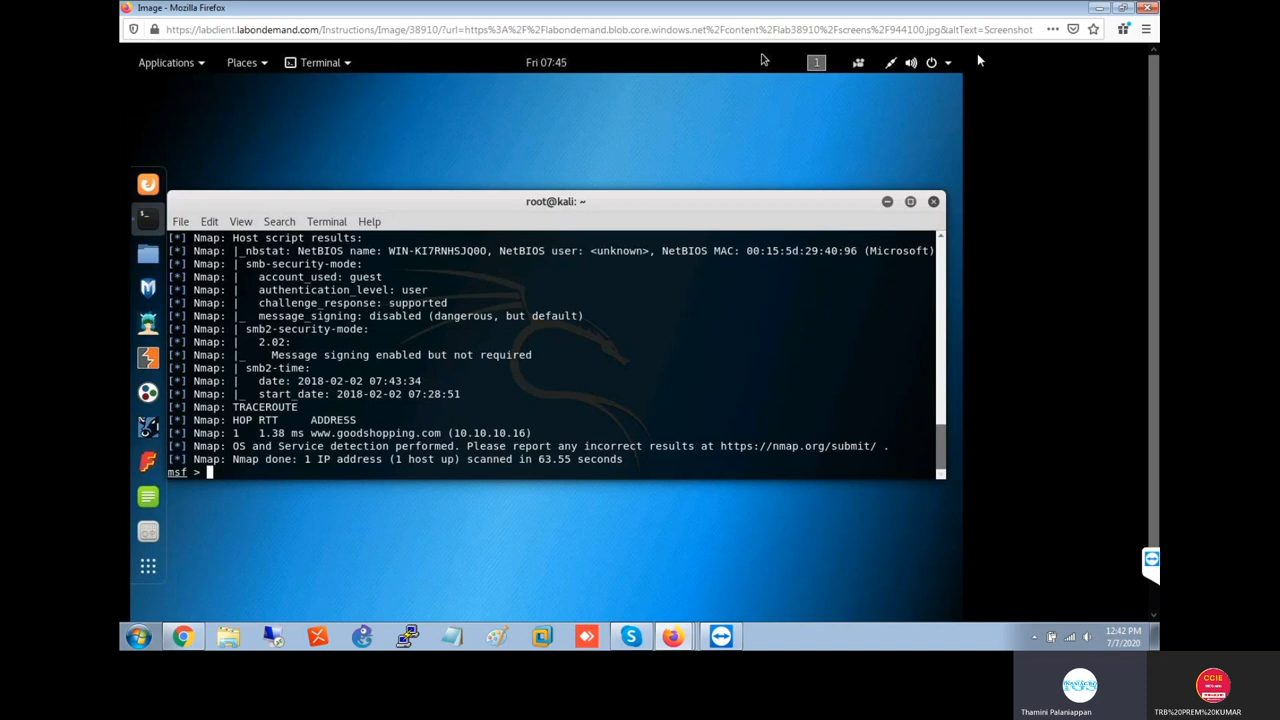 Image - Mozilla Firefox
https://labclient.labondemand.com/Instructions/Image/38910/?url=https%3A%2F%2Flabondemand.blob.core.windows.net%2Fcontent%2Flab38910%2Fscreens%2F944100.jpg&altText=Screenshot
Applications Places Terminal Fri 07:45 1
root@kali: ~
File Edit View Search Terminal Help
[*] Nmap: Host script results:
[*] Nmap: |_nbstat: NetBIOS name: WIN-KI7RNHSJQ0O, NetBIOS user: <unknown>, NetBIOS MAC: 00:15:5d:29:40:96 (Microsoft)
[*] Nmap: | smb-security-mode:
[*] Nmap: |   account_used: guest
[*] Nmap: |   authentication_level: user
[*] Nmap: |   challenge_response: supported
[*] Nmap: |_  message_signing: disabled (dangerous, but default)
[*] Nmap: | smb2-security-mode:
[*] Nmap: |   2.02:
[*] Nmap: |_    Message signing enabled but not required
[*] Nmap: | smb2-time:
[*] Nmap: |   date: 2018-02-02 07:43:34
[*] Nmap: |_  start_date: 2018-02-02 07:28:51
[*] Nmap: TRACEROUTE
[*] Nmap: HOP RTT     ADDRESS
[*] Nmap: 1   1.38 ms www.goodshopping.com (10.10.10.16)
[*] Nmap: OS and Service detection performed. Please report any incorrect results at https://nmap.org/submit/ .
[*] Nmap: Nmap done: 1 IP address (1 host up) scanned in 63.55 seconds
msf >
12:42 PM
7/7/2020
CCIE
Thamini Palaniappan
TRB%20PREM%20KUMAR